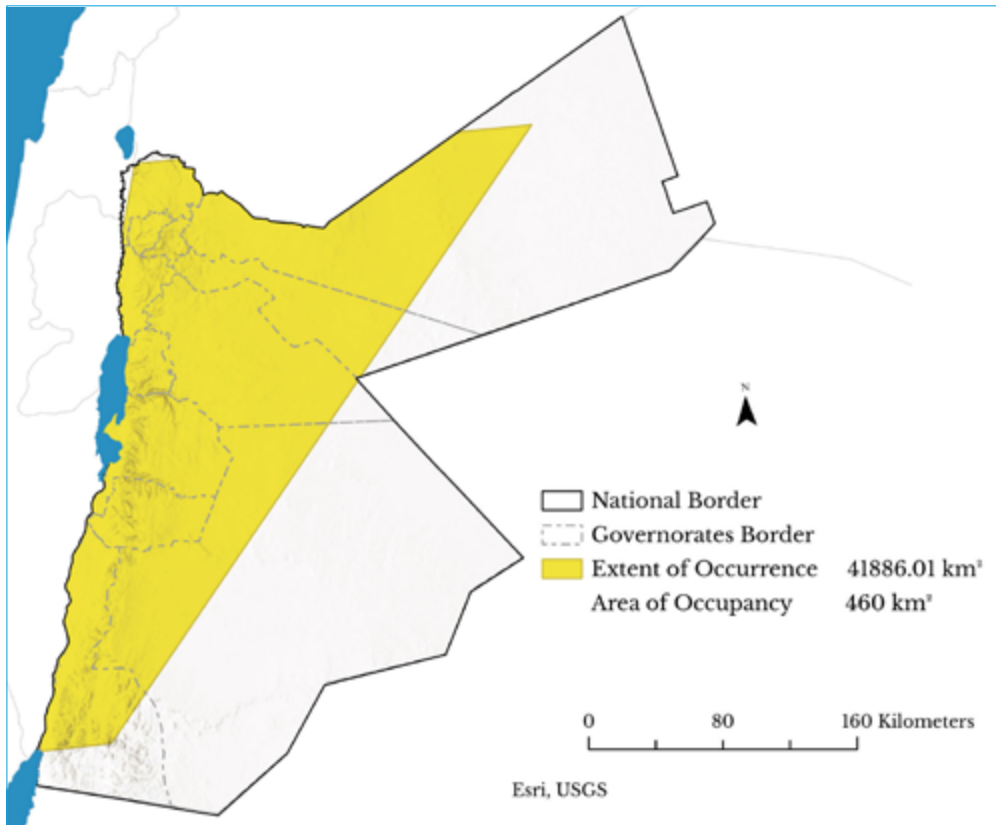 N
National Border
Governorates Border
Extent of Occurrence 41886.01 km²
Area of Occupancy 460 km²
0 80 160 Kilometers
Esri, USGS